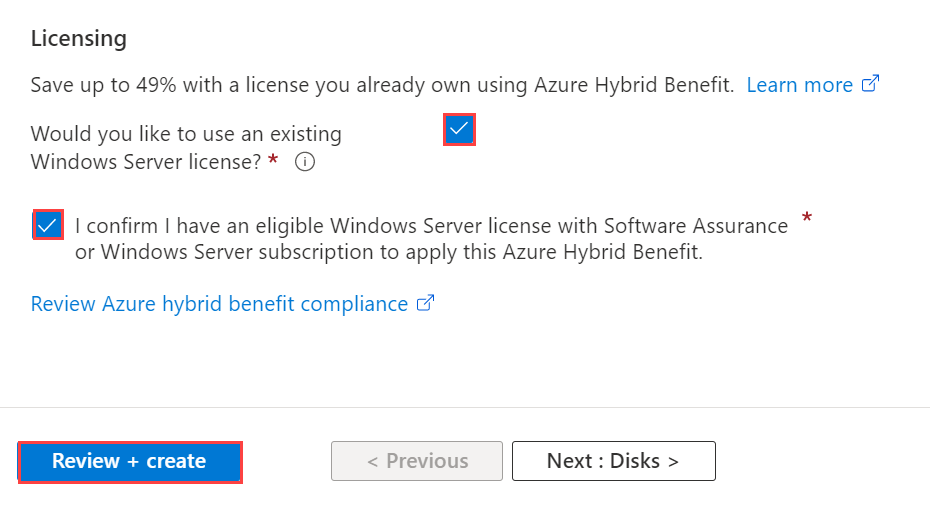 Licensing
Save up to 49% with a license you already own using Azure Hybrid Benefit. Learn more
Would you like to use an existing
Windows Server license? *
I confirm I have an eligible Windows Server license with Software Assurance *
or Windows Server subscription to apply this Azure Hybrid Benefit.
Review Azure hybrid benefit compliance
Review + create
< Previous
Next : Disks >